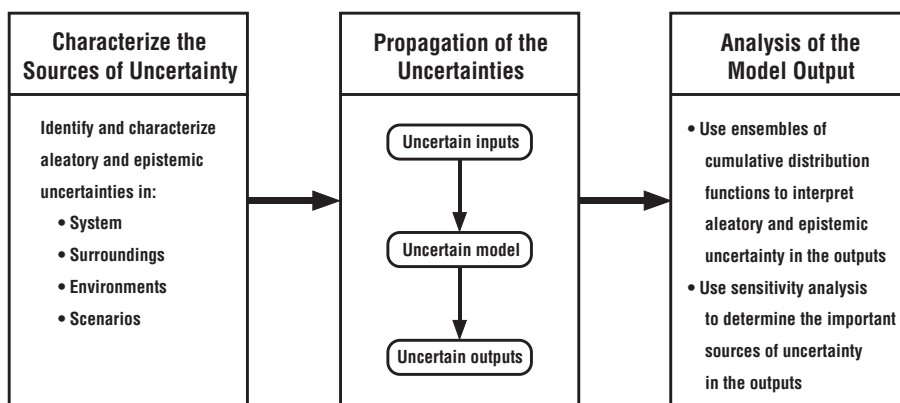 Characterize the
Sources of Uncertainty
Identify and characterize
aleatory and epistemic
uncertainties in:
• System
• Surroundings
• Environments
• Scenarios
Propagation of the
Uncertainties
Uncertain inputs
Uncertain model
Uncertain outputs
Analysis of the
Model Output
• Use ensembles of
cumulative distribution
functions to interpret
aleatory and epistemic
uncertainty in the outputs
• Use sensitivity analysis
to determine the important
sources of uncertainty
in the outputs